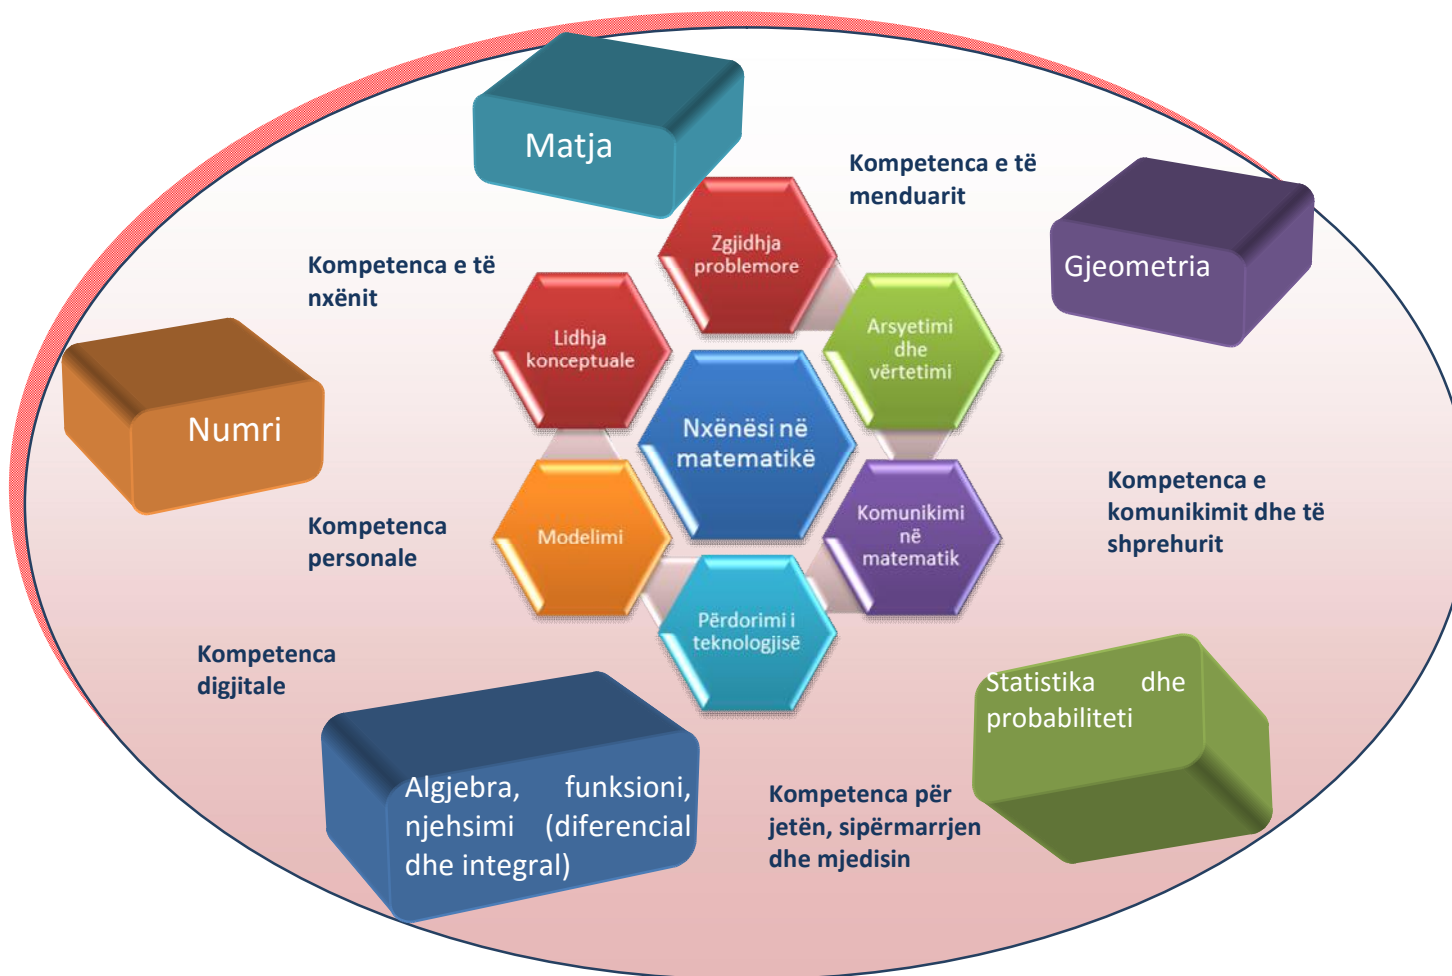 Matja
Kompetenca e të
menduarit
Gjeometria
Kompetenca e të
nxënit
Zgjidhja
problemore
Lidhja
konceptuale
Arsyetimi
dhe
vërtetimi
Numri
Nxënësi në
matematikë
Kompetenca
personale
Modelimi
Komunikimi
në
matematik
Kompetenca e
komunikimit dhe të
shprehurit
Përdorimi i
teknologjisë
Kompetenca
digjitale
Statistika dhe
probabiliteti
Algjebra, funksioni,
njehsimi (diferencial
dhe integral)
Kompetenca për
jetën, sipërmarrjen
dhe mjedisin